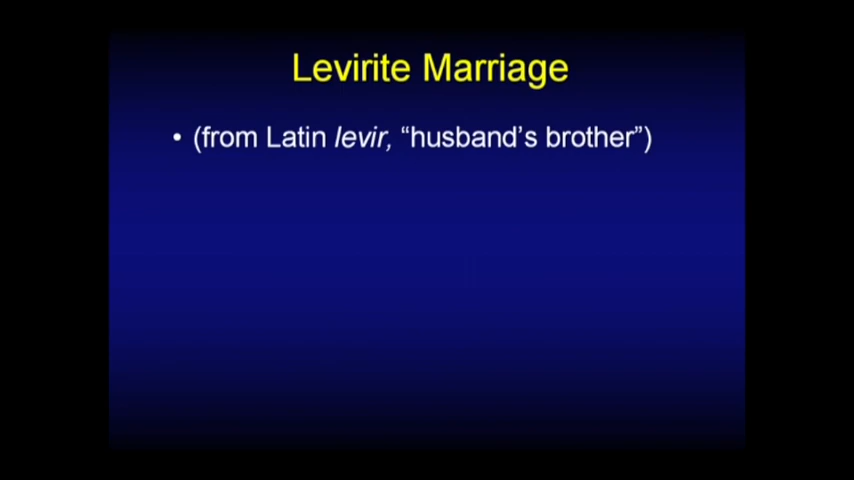 Levirite Marriage
• (from Latin levir, “husband’s brother”)